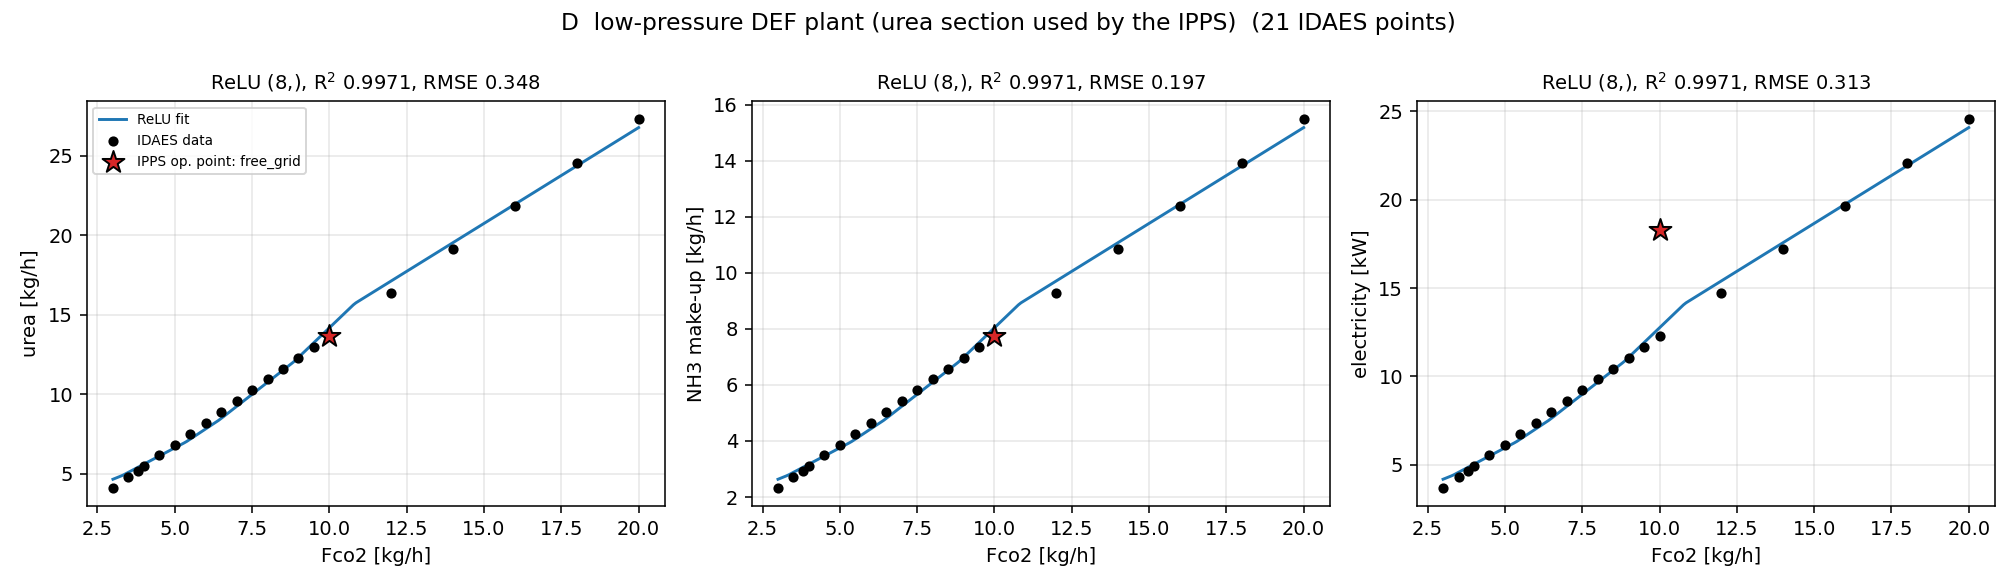 D  low-pressure DEF plant (urea section used by the IPPS)  (21 IDAES points)
ReLU (8,), R² 0.9971, RMSE 0.348
ReLU fit
IDAES data
IPPS op. point: free_grid
urea [kg/h]
25
20
15
10
5
2.5 5.0 7.5 10.0 12.5 15.0 17.5 20.0
Fco2 [kg/h]
ReLU (8,), R² 0.9971, RMSE 0.197
NH3 make-up [kg/h]
16
14
12
10
8
6
4
2
2.5 5.0 7.5 10.0 12.5 15.0 17.5 20.0
Fco2 [kg/h]
ReLU (8,), R² 0.9971, RMSE 0.313
electricity [kW]
25
20
15
10
5
2.5 5.0 7.5 10.0 12.5 15.0 17.5 20.0
Fco2 [kg/h]